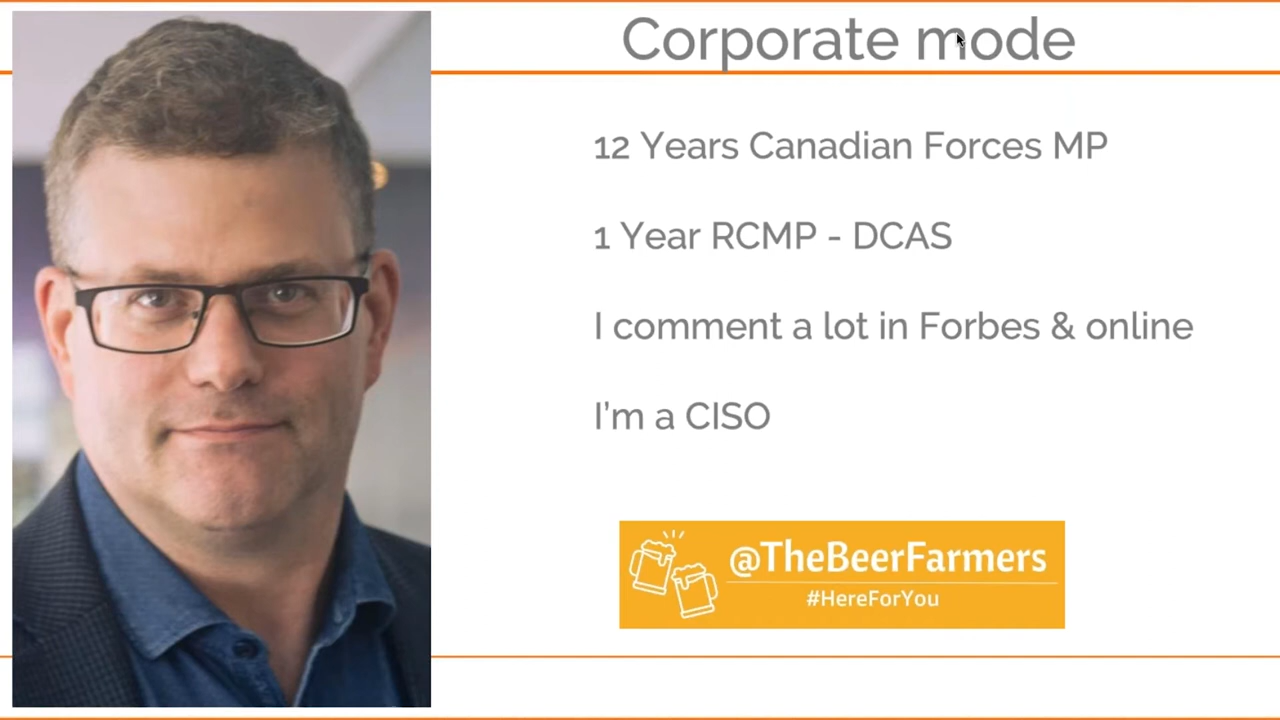 Corporate mode
12 Years Canadian Forces MP
1 Year RCMP - DCAS
I comment a lot in Forbes & online
I'm a CISO
@TheBeerFarmers
#HereForYou